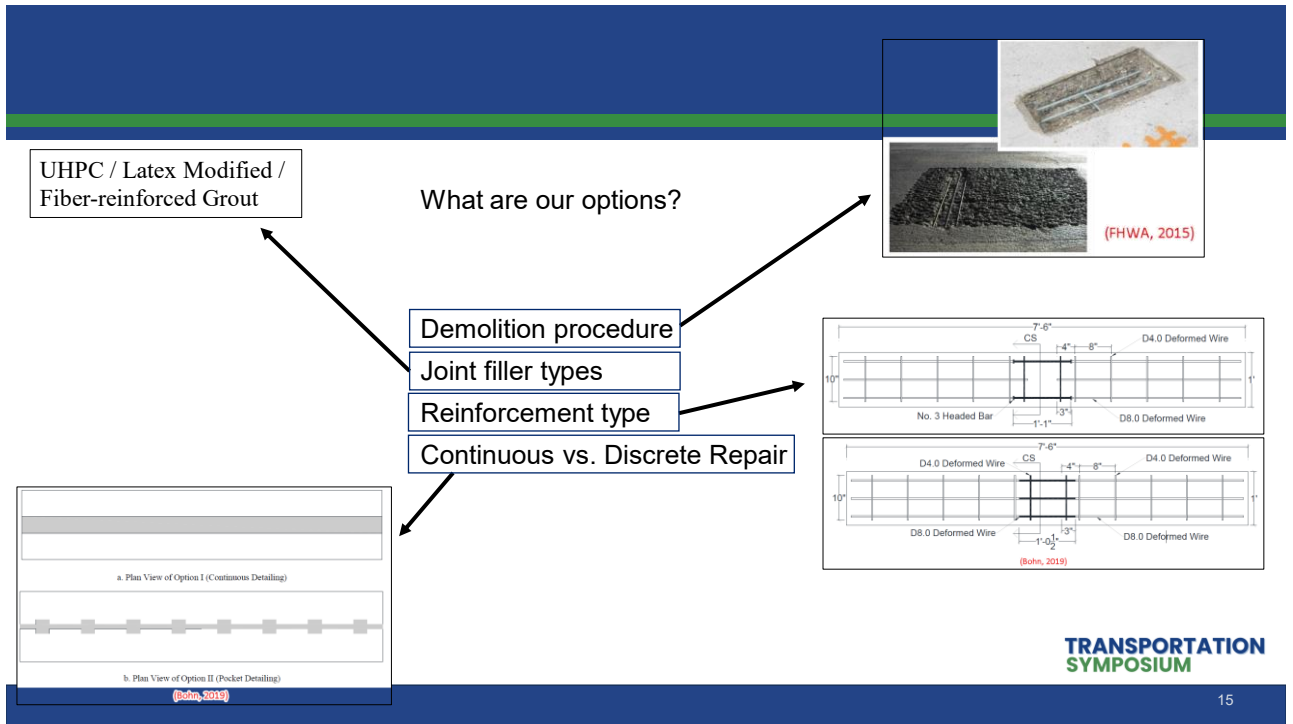 UHPC / Latex Modified /
Fiber-reinforced Grout
What are our options?
(FHWA, 2015)
Demolition procedure
Joint filler types
Reinforcement type
Continuous vs. Discrete Repair
7'-6"
CS
4"
8"
D4.0 Deformed Wire
10"
1'
No. 3 Headed Bar
3"
D8.0 Deformed Wire
1'-1"
7'-6"
D4.0 Deformed Wire
CS
4"
8"
D4.0 Deformed Wire
10"
1'
D8.0 Deformed Wire
3"
D8.0 Deformed Wire
1'-0 1/2"
(Bohn, 2019)
a. Plan View of Option I (Continuous Detailing)
b. Plan View of Option II (Pocket Detailing)
(Bohn, 2019)
TRANSPORTATION
SYMPOSIUM
15